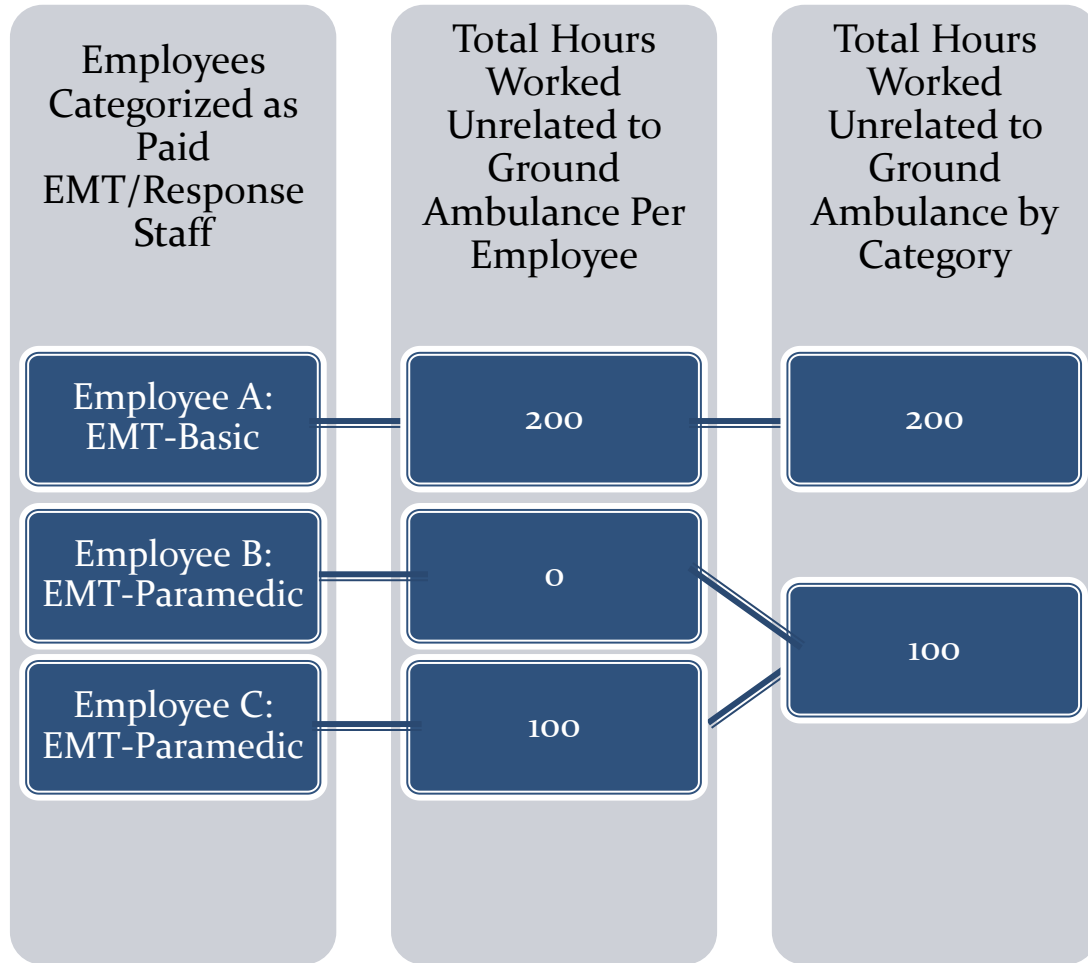 Employees
Categorized as
Paid
EMT/Response
Staff
Total Hours
Worked
Unrelated to
Ground
Ambulance Per
Employee
Total Hours
Worked
Unrelated to
Ground
Ambulance by
Category
Employee A:
EMT-Basic
200
200
Employee B:
EMT-Paramedic
0
100
Employee C:
EMT-Paramedic
100